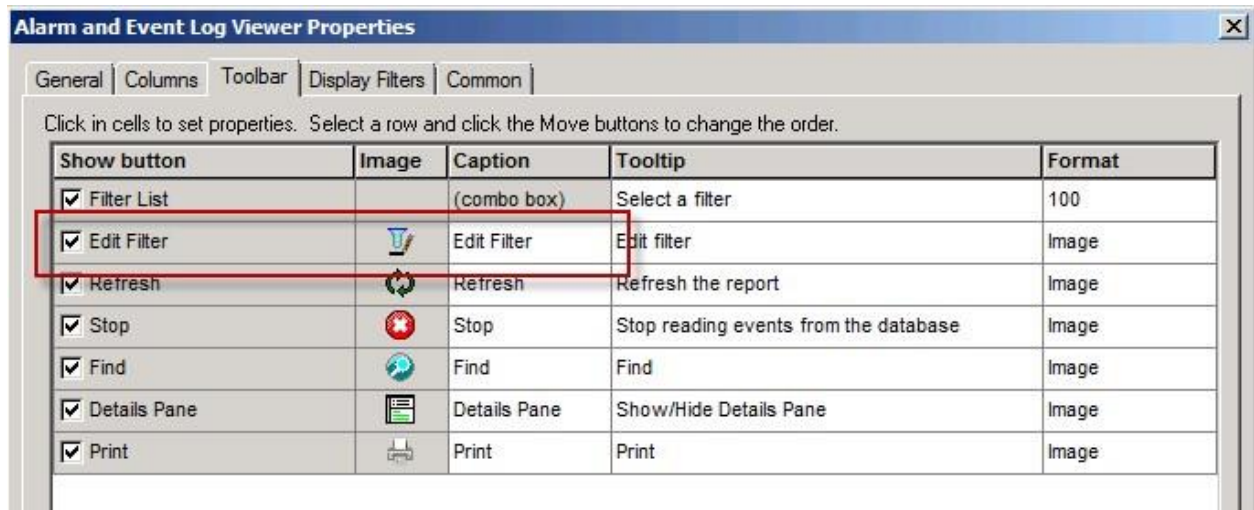 Alarm and Event Log Viewer Properties
General Columns Toolbar Display Filters Common
Click in cells to set properties. Select a row and click the Move buttons to change the order.
Show button Image Caption Tooltip Format
Filter List (combo box) Select a filter 100
Edit Filter Edit Filter Edit filter Image
Refresh Refresh Refresh the report Image
Stop Stop Stop reading events from the database Image
Find Find Find Image
Details Pane Details Pane Show/Hide Details Pane Image
Print Print Print Image